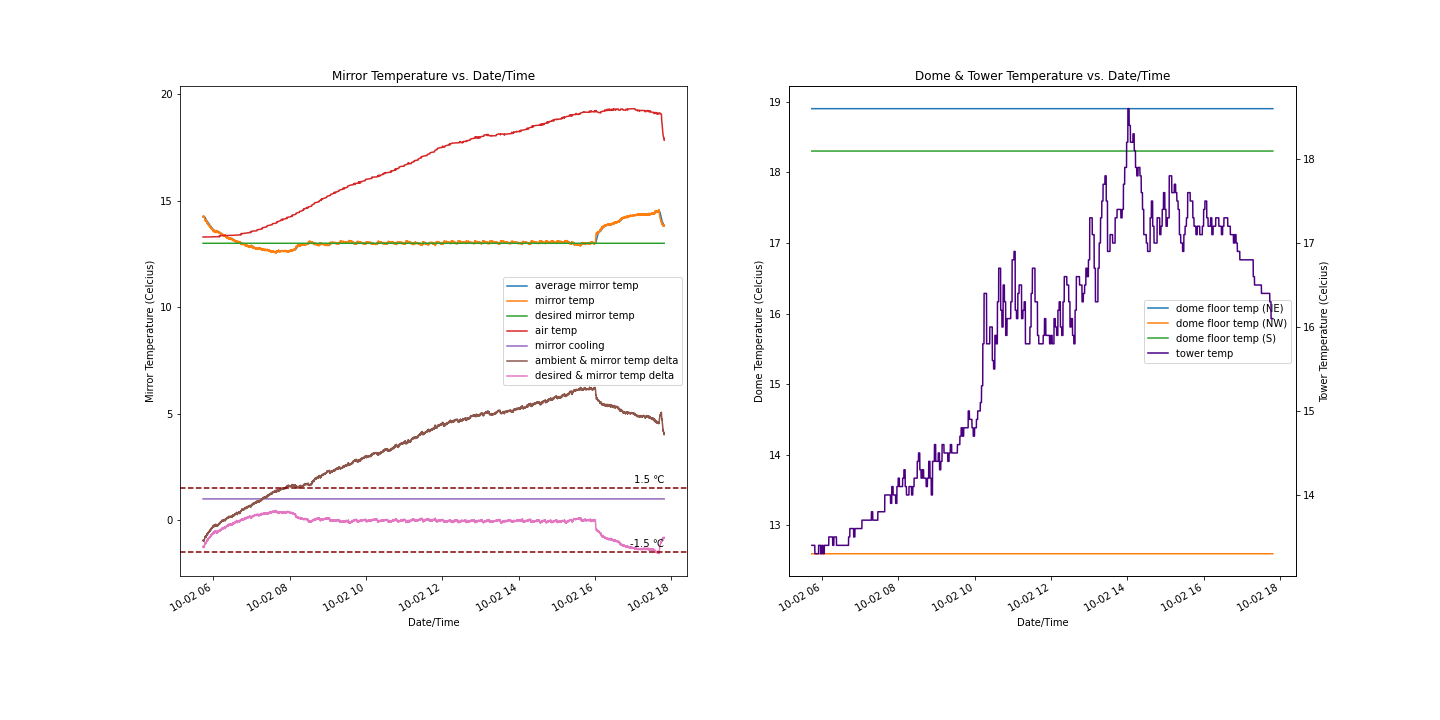 Mirror Temperature vs. Date/Time
Mirror Temperature (Celcius)
20
15
10
5
0
average mirror temp
mirror temp
desired mirror temp
air temp
mirror cooling
ambient & mirror temp delta
desired & mirror temp delta
1.5 °C
-1.5 °C
10-02 06
10-02 08
10-02 10
10-02 12
10-02 14
10-02 16
10-02 18
Date/Time
Dome & Tower Temperature vs. Date/Time
Dome Temperature (Celcius)
19
18
17
16
15
14
13
dome floor temp (NE)
dome floor temp (NW)
dome floor temp (S)
tower temp
18
17
16
15
14
Tower Temperature (Celcius)
10-02 06
10-02 08
10-02 10
10-02 12
10-02 14
10-02 16
10-02 18
Date/Time